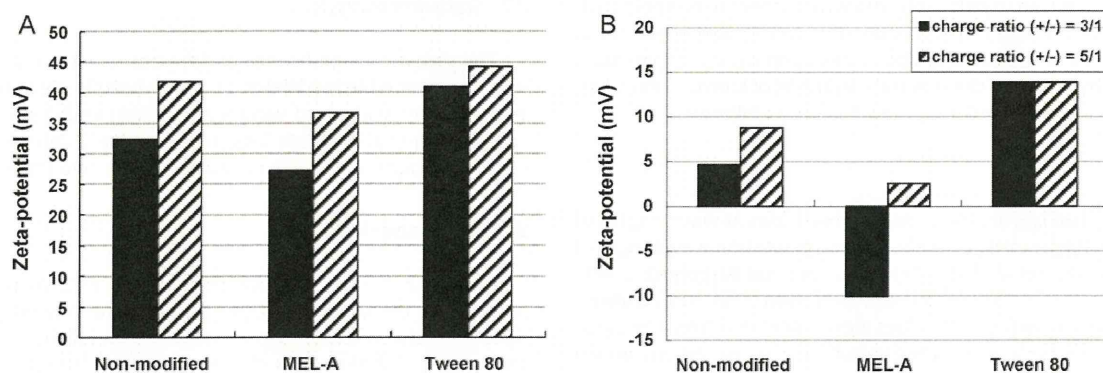 A
50
45
40
35
30
25
20
15
10
5
0
Zeta-potential (mV)
Non-modified
MEL-A
Tween 80
B
20
15
10
5
0
-5
-10
-15
Zeta-potential (mV)
charge ratio (+/-) = 3/1
charge ratio (+/-) = 5/1
Non-modified
MEL-A
Tween 80